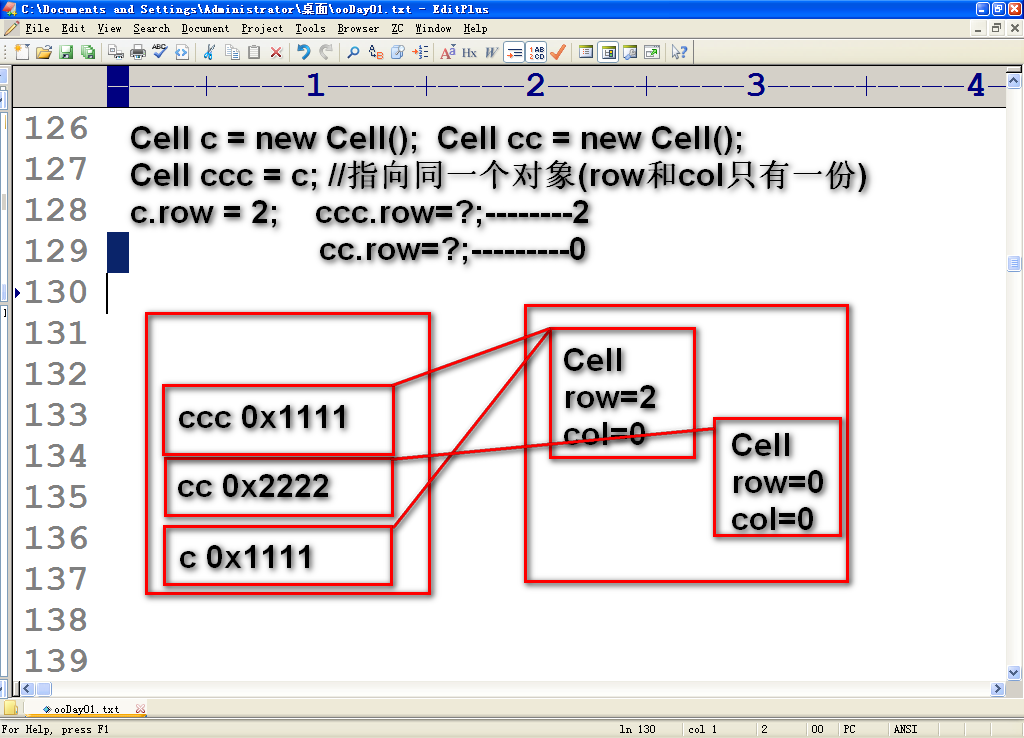 C:\Documents and Settings\Administrator\桌面\ooDay01.txt - EditPlus
File Edit View Search Document Project Tools Browser ZC Window Help
1 2 3 4
126
127
128
129
130
131
132
133
134
135
136
137
138
139
Cell c = new Cell(); Cell cc = new Cell();
Cell ccc = c; //指向同一个对象(row和col只有一份)
c.row = 2; ccc.row=?;--------2
cc.row=?;---------0
ccc 0x1111
cc 0x2222
c 0x1111
Cell
row=2
col=0
Cell
row=0
col=0
ooDay01.txt
For Help, press F1 ln 130 col 1 2 00 PC ANSI